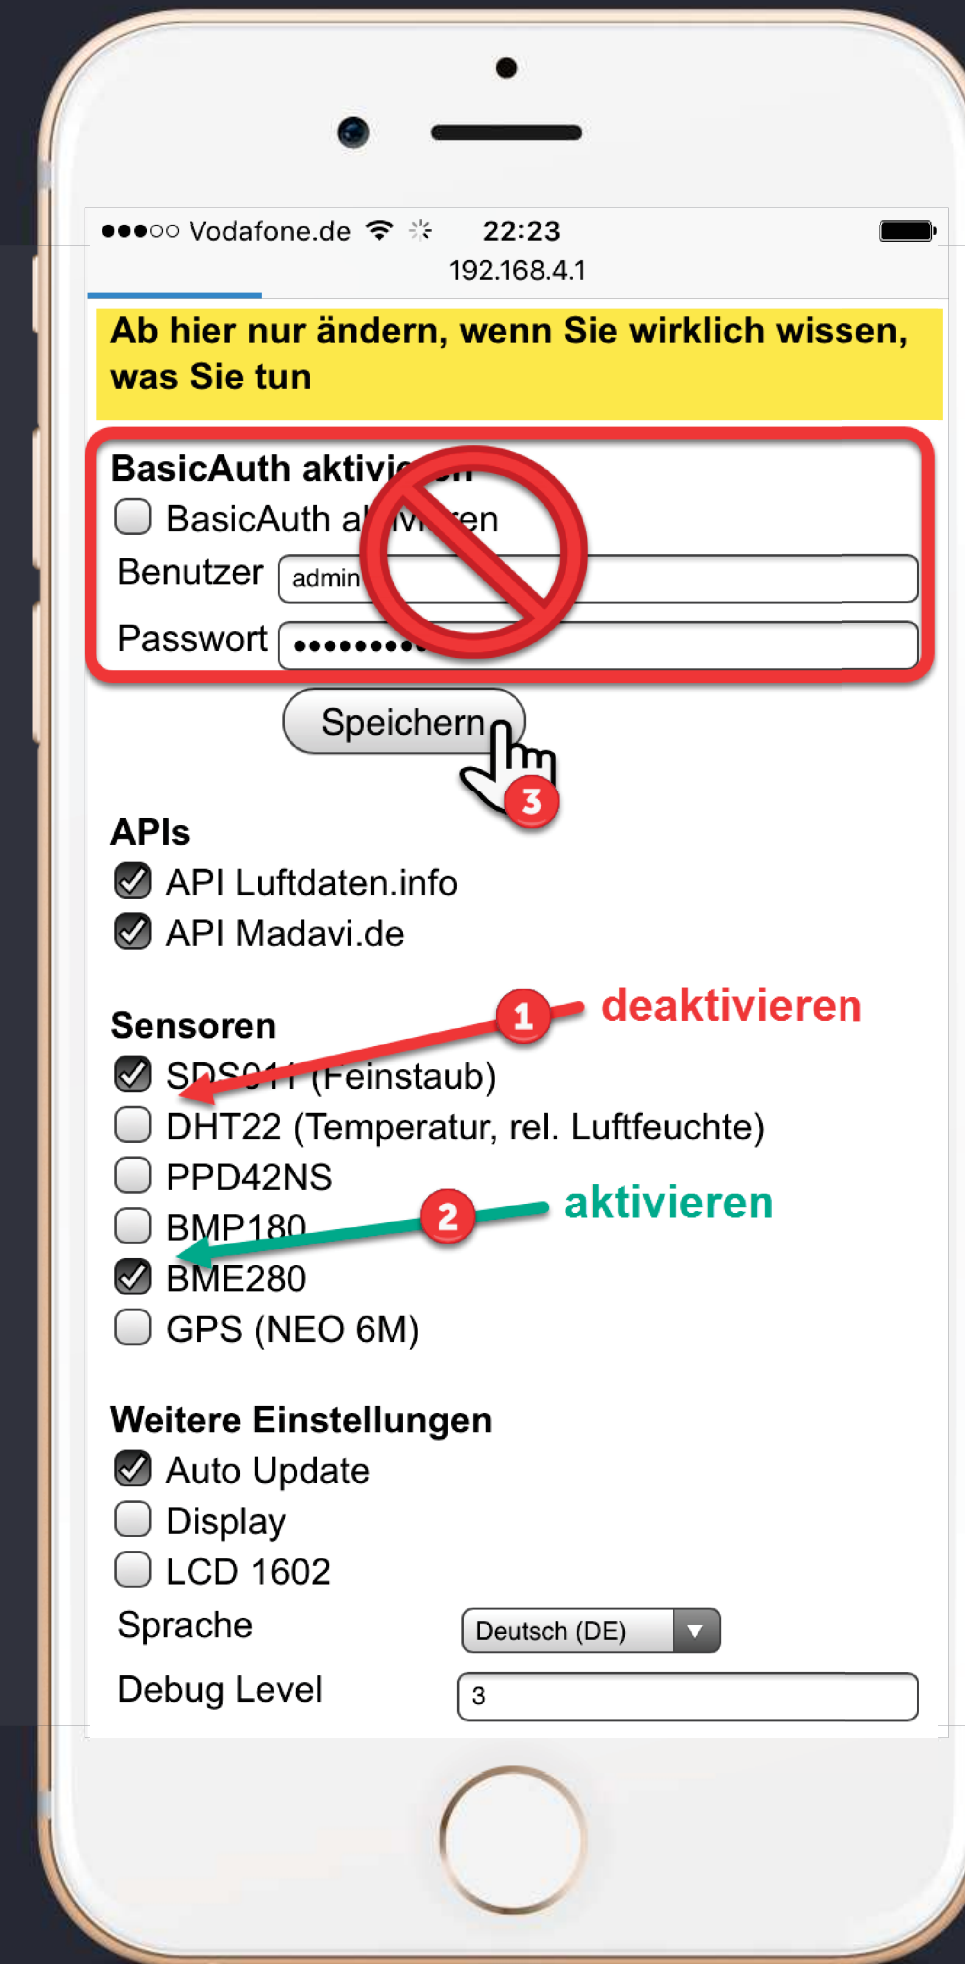 Vodafone.de 22:23
192.168.4.1
Ab hier nur ändern, wenn Sie wirklich wissen,
was Sie tun
BasicAuth aktivieren
BasicAuth aktivieren
Benutzer admin
Passwort
Speichern
3
APIs
API Luftdaten.info
API Madavi.de
1 deaktivieren
Sensoren
SDS011 (Feinstaub)
DHT22 (Temperatur, rel. Luftfeuchte)
PPD42NS
2 aktivieren
BMP180
BME280
GPS (NEO 6M)
Weitere Einstellungen
Auto Update
Display
LCD 1602
Sprache Deutsch (DE)
Debug Level 3